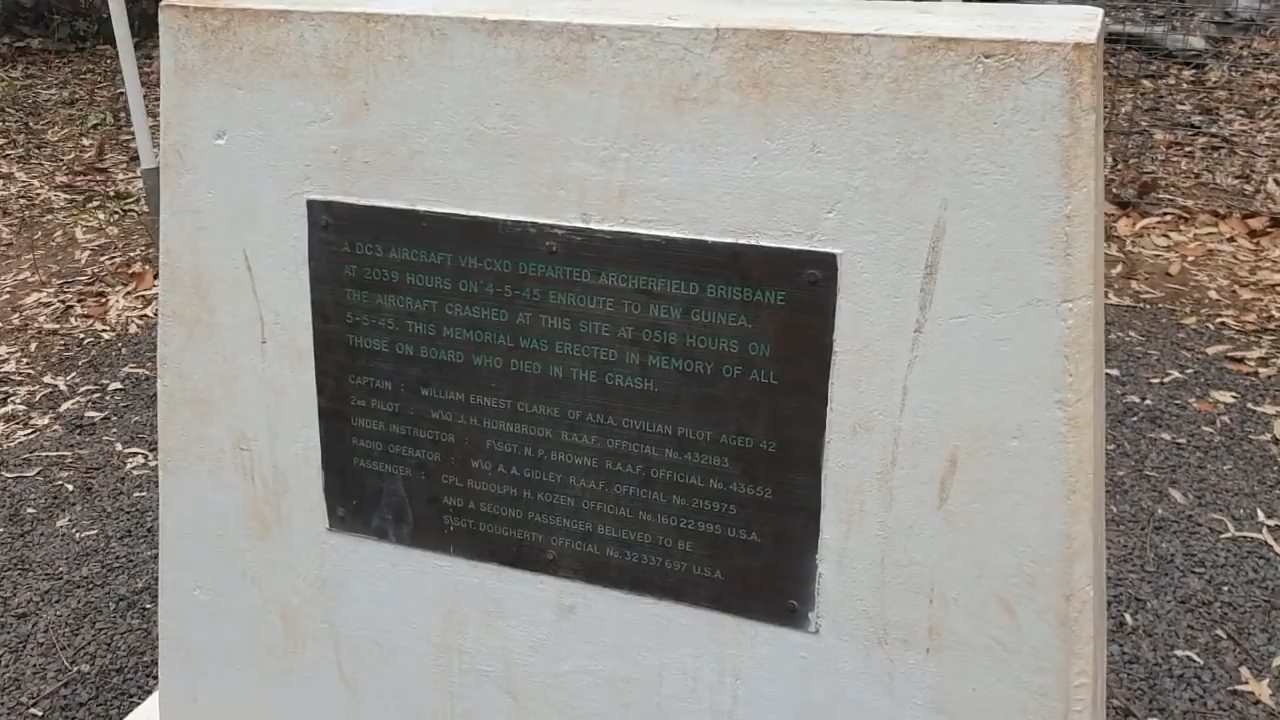 A DC3 AIRCRAFT VH-CXD DEPARTED ARCHERFIELD BRISBANE
AT 2039 HOURS ON 4-5-45 ENROUTE TO NEW GUINEA.
THE AIRCRAFT CRASHED AT THIS SITE AT 0518 HOURS ON
5-5-45. THIS MEMORIAL WAS ERECTED IN MEMORY OF ALL
THOSE ON BOARD WHO DIED IN THE CRASH.
CAPTAIN : WILLIAM ERNEST CLARKE OF A.N.A. CIVILIAN PILOT AGED 42
2ND PILOT : W\O J. H. HORNBROOK R.A.A.F. OFFICIAL No. 432183
UNDER INSTRUCTOR : F\SGT. N. P. BROWNE R.A.A.F. OFFICIAL No. 43652
RADIO OPERATOR : W\O A. A. GIDLEY R.A.A.F. OFFICIAL No. 215975
PASSENGER : CPL. RUDOLPH H. KOZEN OFFICIAL No. 16022995 U.S.A.
AND A SECOND PASSENGER BELIEVED TO BE
S\SGT. DOUGHERTY OFFICIAL No. 32337697 U.S.A.